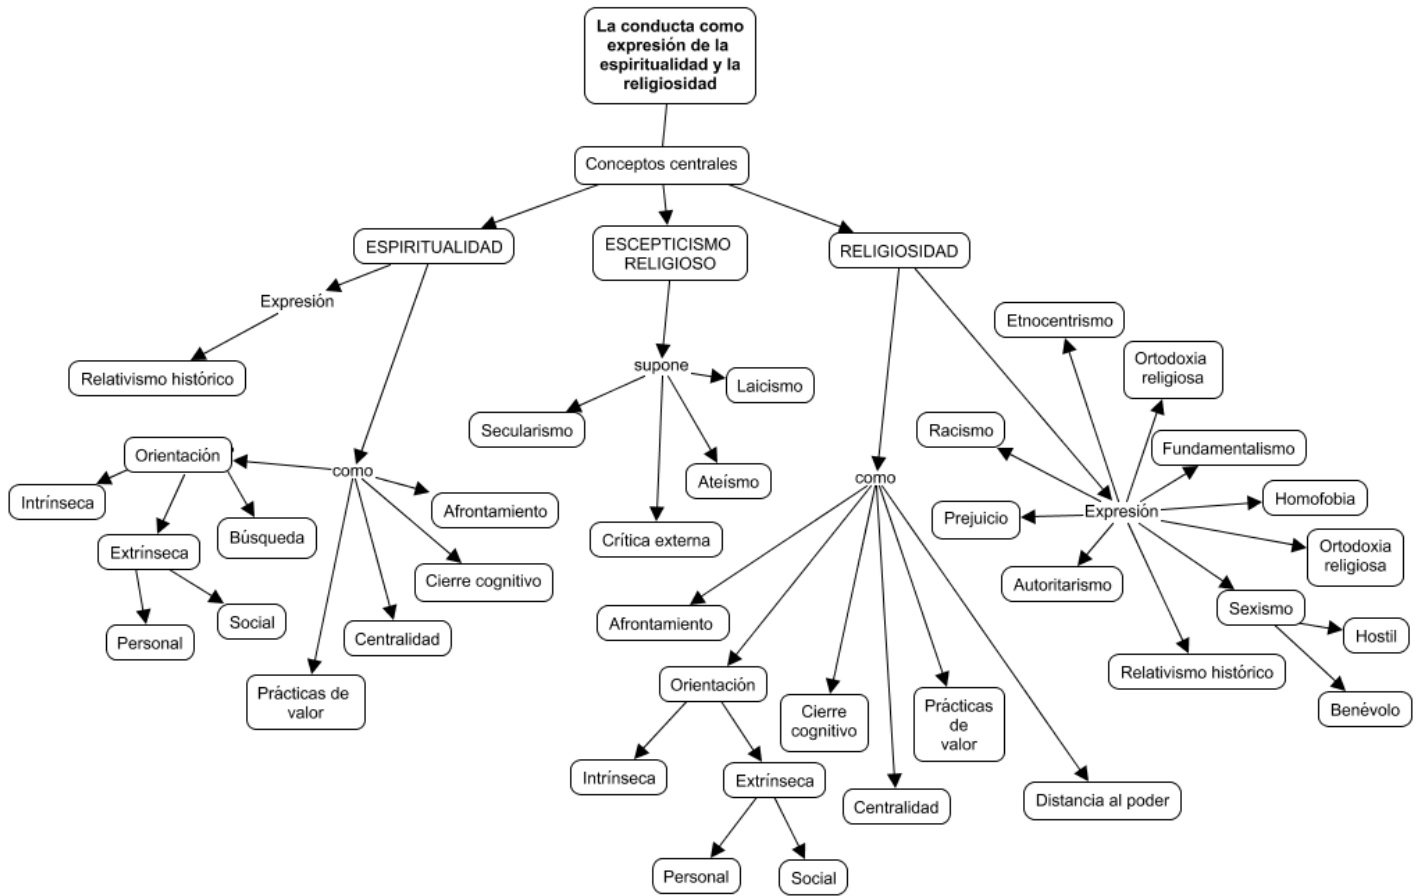 La conducta como
expresión de la
espiritualidad y la
religiosidad
Conceptos centrales
ESPIRITUALIDAD
ESCEPTICISMO
RELIGIOSO
RELIGIOSIDAD
Expresión
Relativismo histórico
supone
Laicismo
Secularismo
Ateísmo
Crítica externa
Etnocentrismo
Ortodoxia
religiosa
Racismo
Fundamentalismo
Homofobia
Prejuicio
Expresión
Ortodoxia
religiosa
Autoritarismo
Sexismo
Hostil
Benévolo
Relativismo histórico
Orientación
como
Intrínseca
Afrontamiento
Búsqueda
Extrínseca
Cierre cognitivo
Social
Personal
Centralidad
Prácticas de
valor
como
Afrontamiento
Orientación
Cierre
cognitivo
Prácticas
de
valor
Intrínseca
Extrínseca
Centralidad
Distancia al poder
Personal
Social